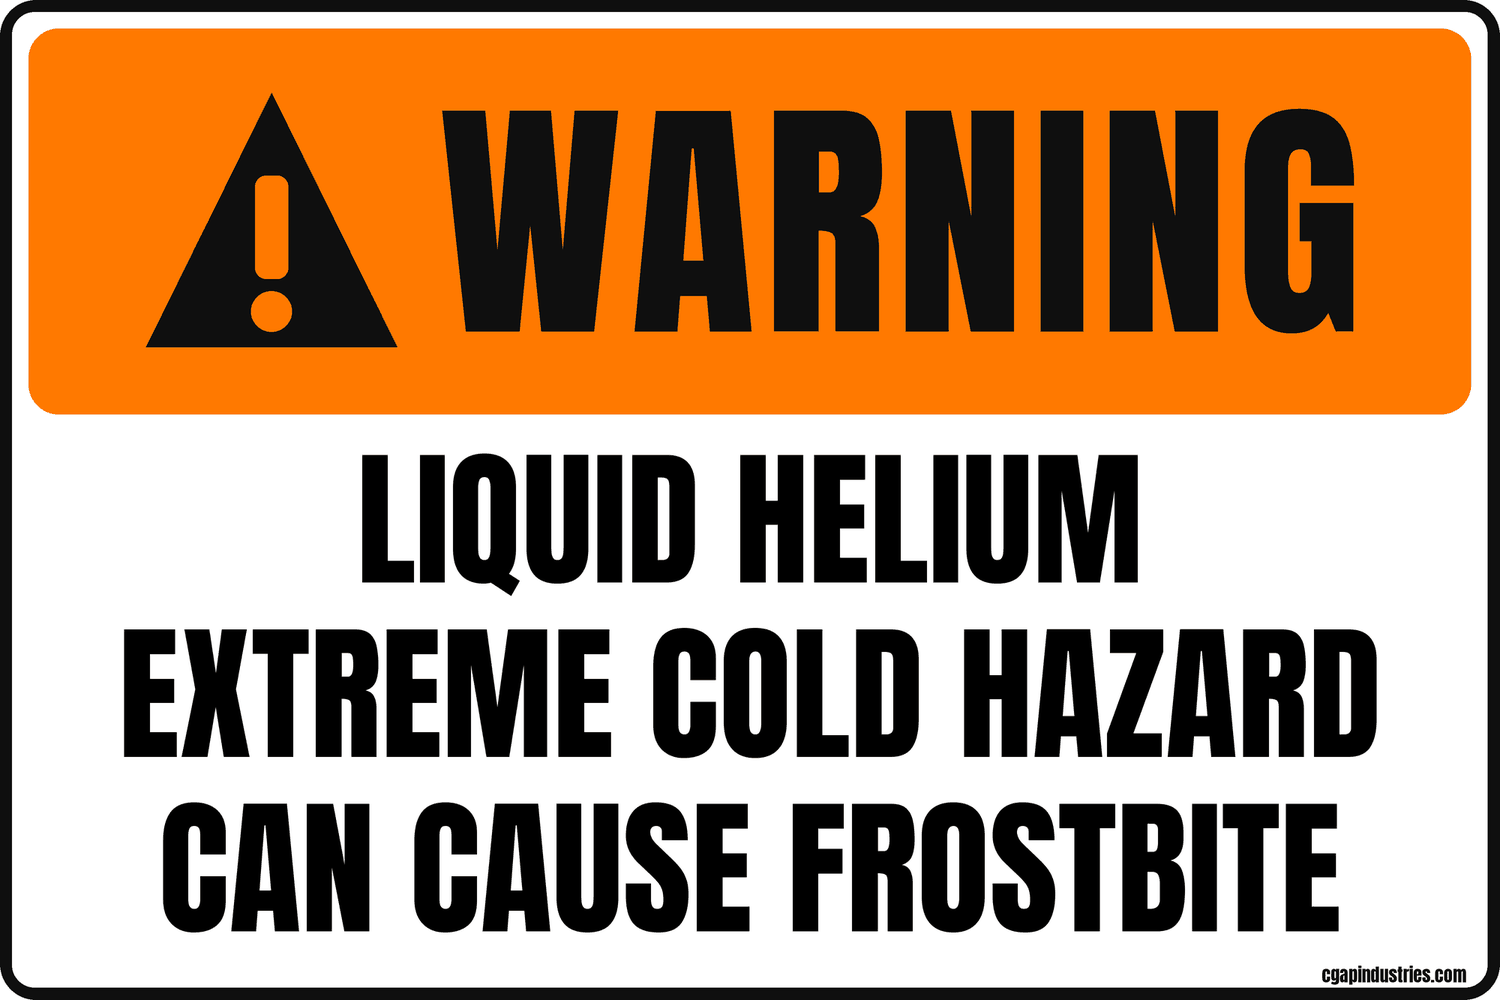 WARNING
LIQUID HELIUM
EXTREME COLD HAZARD
CAN CAUSE FROSTBITE
cgapindustries.com